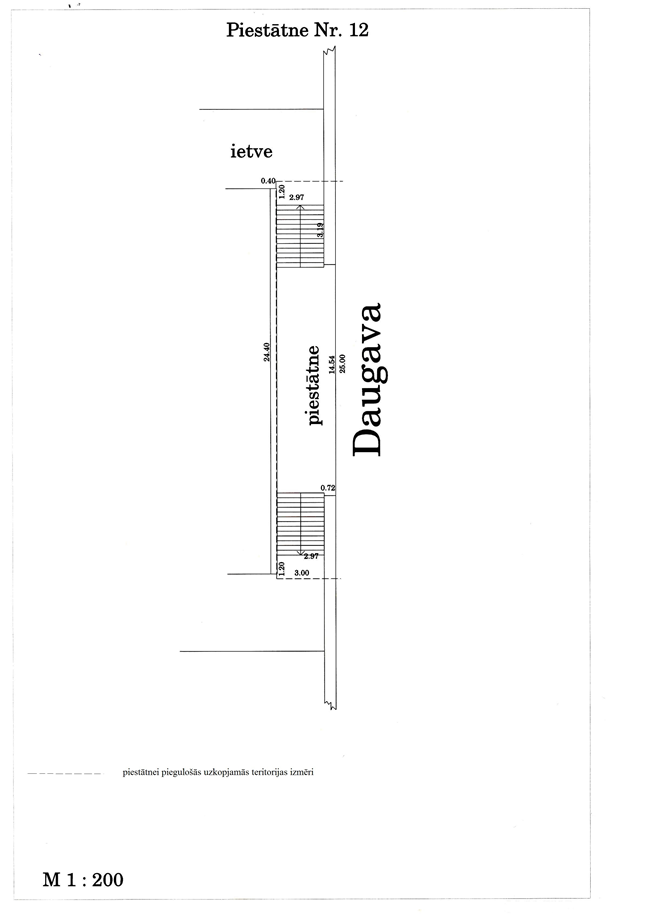 Piestātne Nr. 12
ietve
0.40
1.20
2.97
3.19
24.40
piestātne
14.54
25.00
Daugava
0.72
2.97
1.20
3.00
piestātnei piegulošās uzkopjamās teritorijas izmēri
M 1 : 200